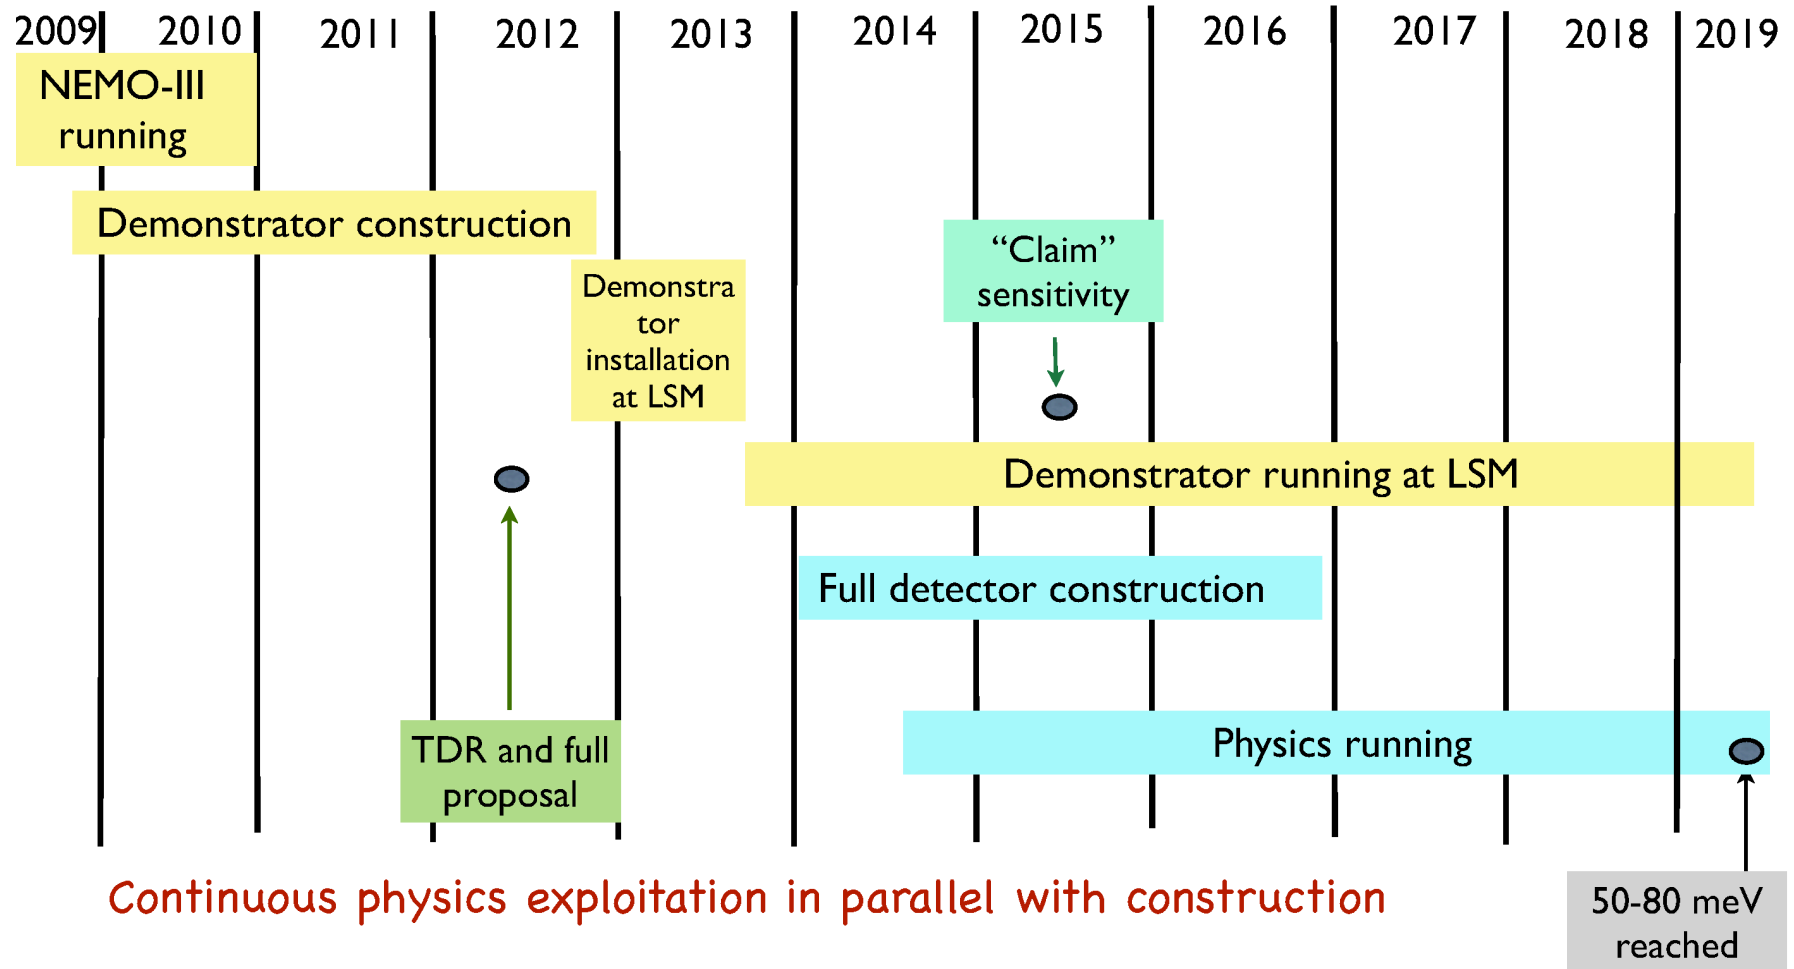 2009
2010
2011
2012
2013
2014
2015
2016
2017
2018
2019
NEMO-III
running
Demonstrator construction
“Claim”
sensitivity
Demonstra
tor
installation
at LSM
Demonstrator running at LSM
Full detector construction
Physics running
TDR and full
proposal
Continuous physics exploitation in parallel with construction
50-80 meV
reached